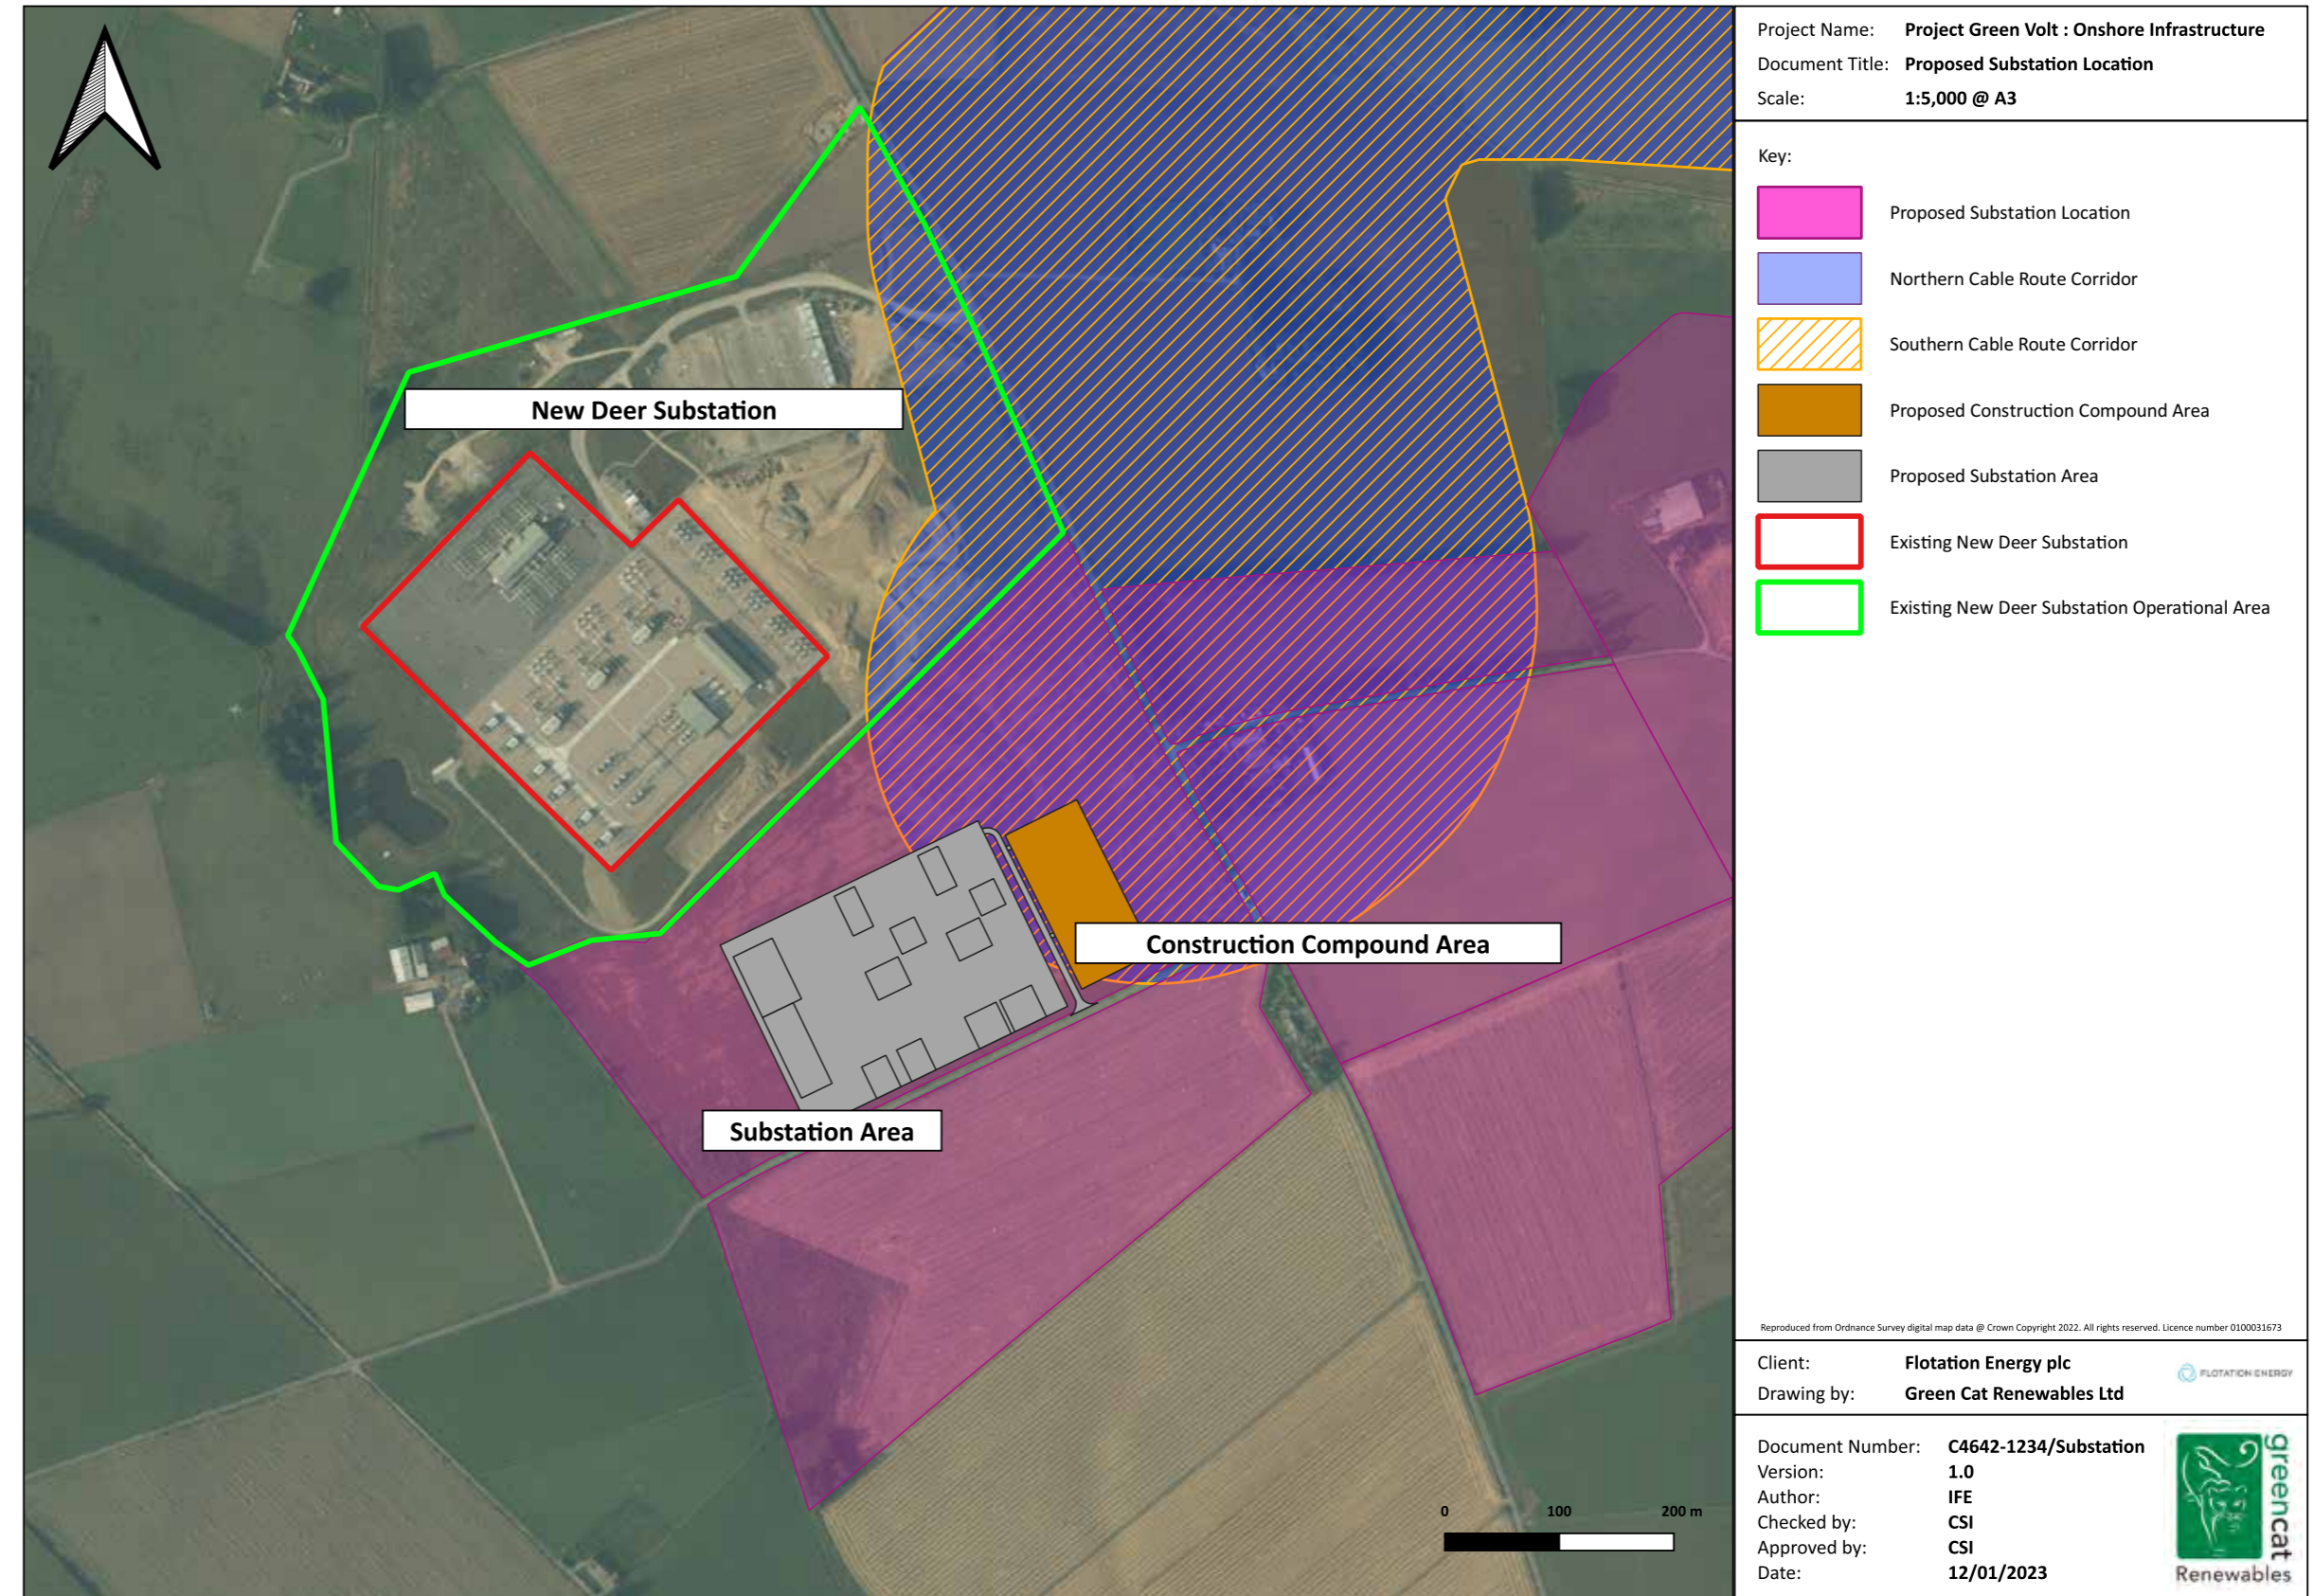 New Deer Substation
Construction Compound Area
Substation Area
0 100 200 m
Project Name: Project Green Volt : Onshore Infrastructure
Document Title: Proposed Substation Location
Scale: 1:5,000 @ A3
Key:
Proposed Substation Location
Northern Cable Route Corridor
Southern Cable Route Corridor
Proposed Construction Compound Area
Proposed Substation Area
Existing New Deer Substation
Existing New Deer Substation Operational Area
Reproduced from Ordnance Survey digital map data @ Crown Copyright 2022. All rights reserved. Licence number 0100031673
Client: Flotation Energy plc
FLOTATION ENERGY
Drawing by: Green Cat Renewables Ltd
Document Number: C4642-1234/Substation
Version: 1.0
Author: IFE
Checked by: CSI
Approved by: CSI
Date: 12/01/2023
greencat
Renewables